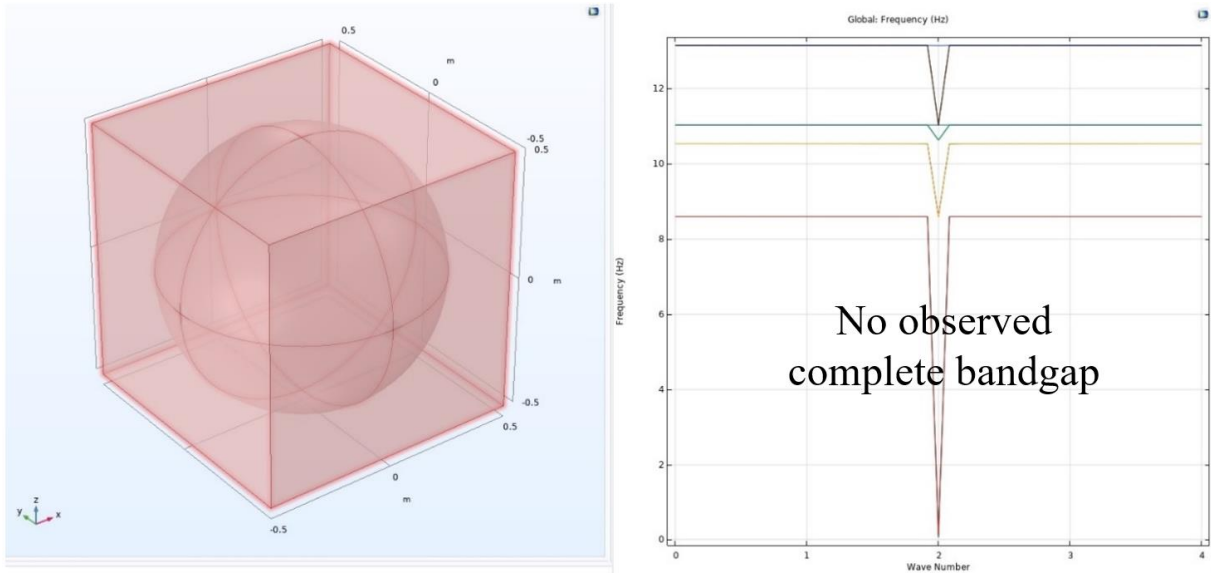 0.5
m
0
-0.5
0.5
0
m
-0.5
0.5
0
m
-0.5
z
y
x
Global: Frequency (Hz)
Frequency (Hz)
12
10
8
6
4
2
0
No observed
complete bandgap
0 1 2 3 4
Wave Number